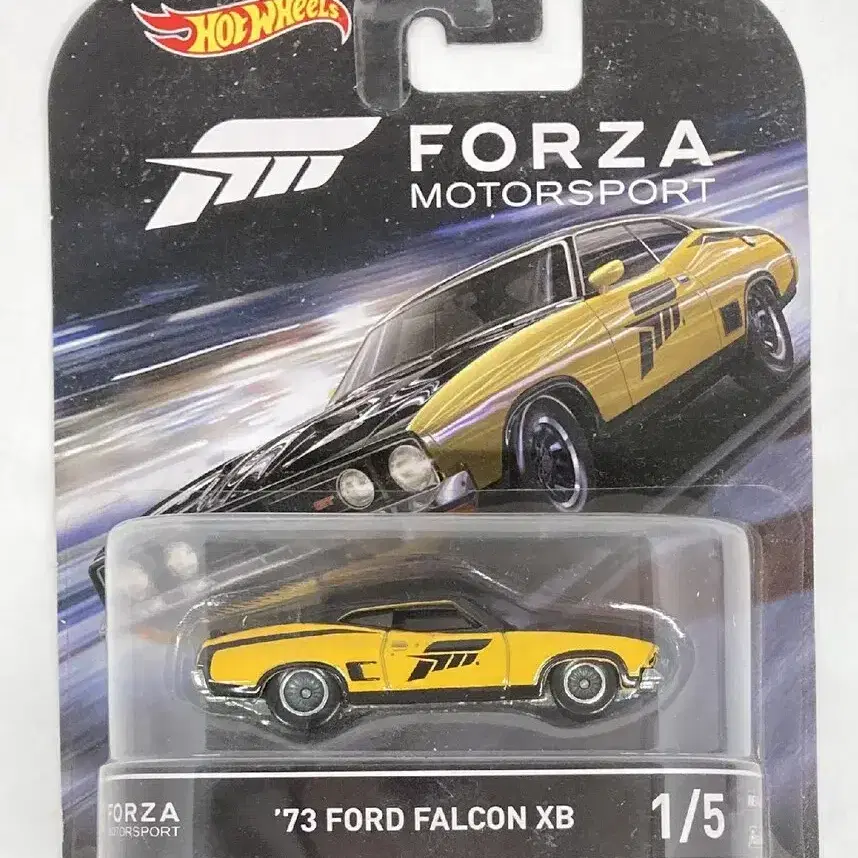 Hot Wheels
FORZA
MOTORSPORT
'73 FORD FALCON XB
1/5
FORZA
MOTORSPORT